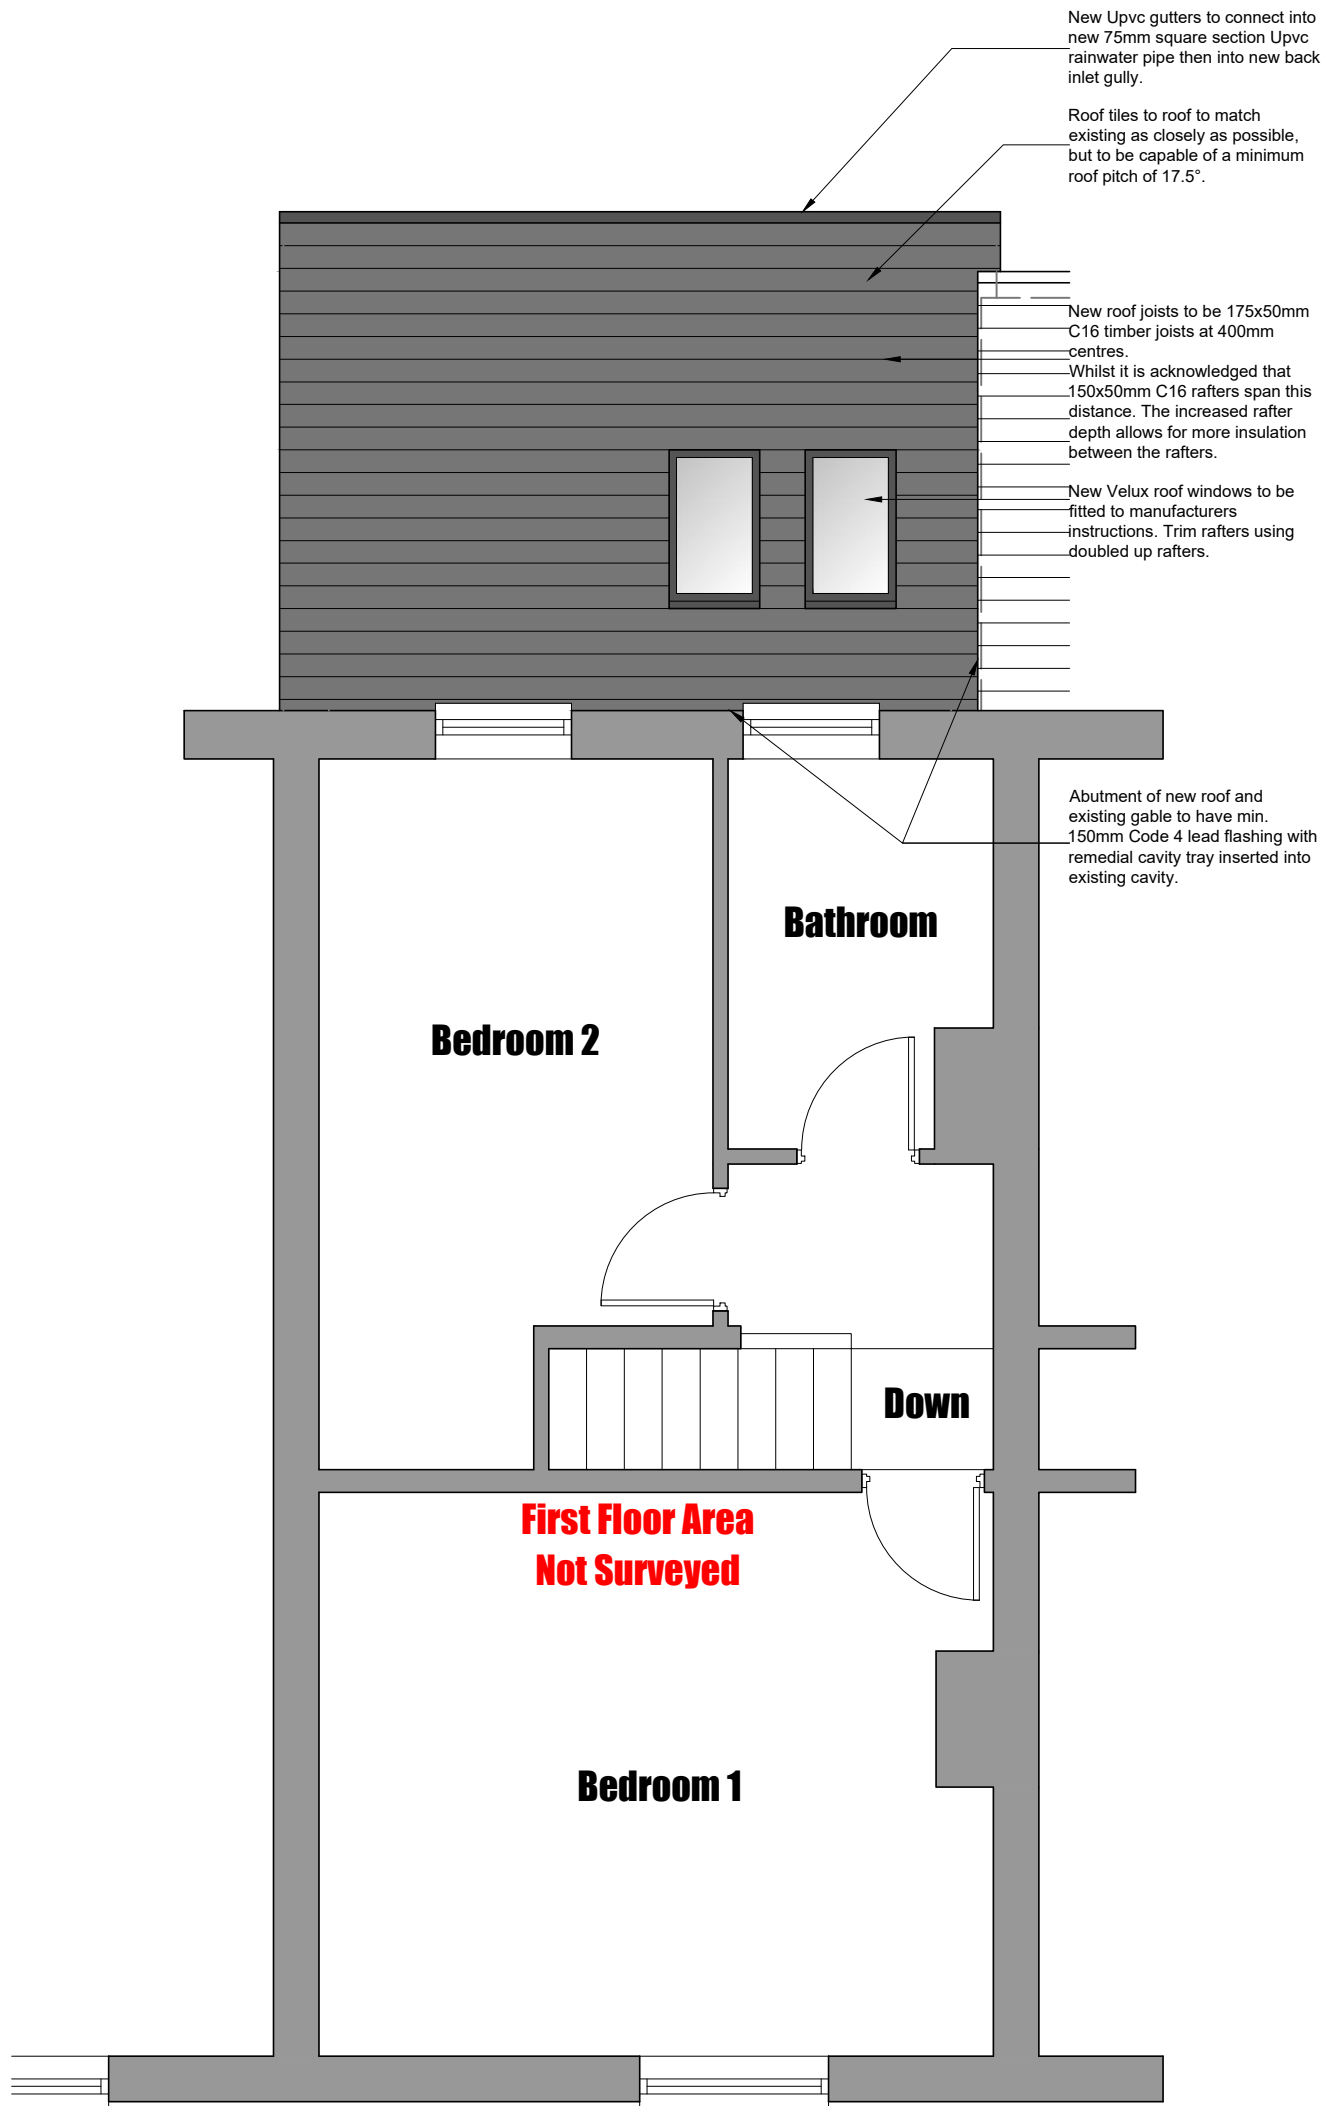 New Upvc gutters to connect into
new 75mm square section Upvc
rainwater pipe then into new back
inlet gully.
Roof tiles to roof to match
existing as closely as possible,
but to be capable of a minimum
roof pitch of 17.5°.
New roof joists to be 175x50mm
C16 timber joists at 400mm
centres.
Whilst it is acknowledged that
150x50mm C16 rafters span this
distance. The increased rafter
depth allows for more insulation
between the rafters.
New Velux roof windows to be
fitted to manufacturers
instructions. Trim rafters using
doubled up rafters.
Abutment of new roof and
existing gable to have min.
150mm Code 4 lead flashing with
remedial cavity tray inserted into
existing cavity.
Bathroom
Bedroom 2
Down
First Floor Area
Not Surveyed
Bedroom 1